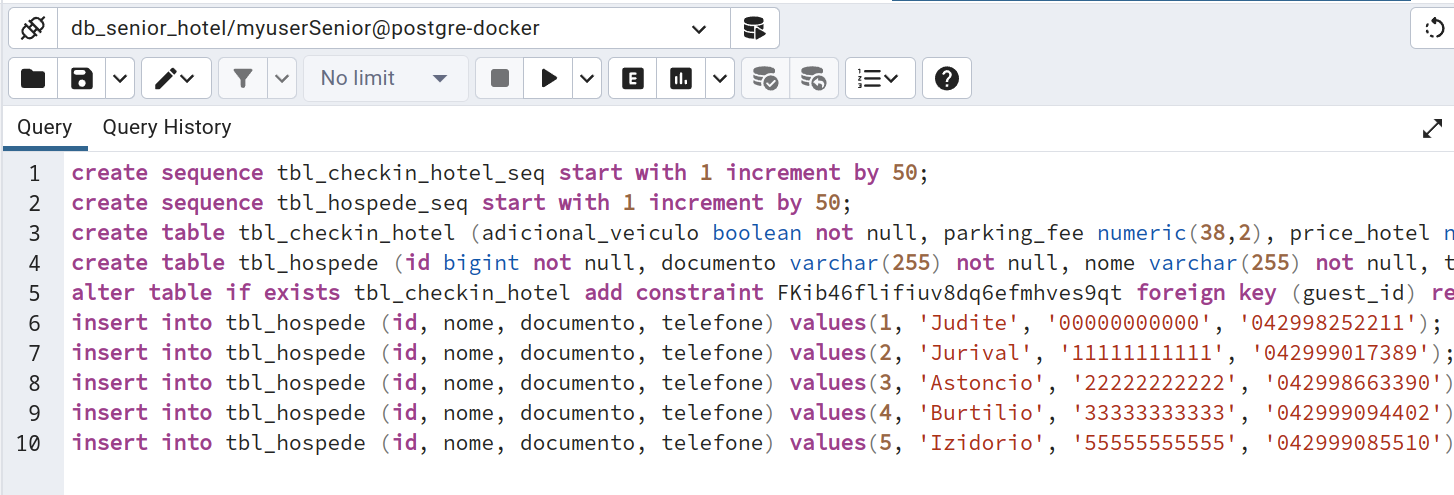 db_senior_hotel/myuserSenior@postgre-docker
No limit
E
Query Query History
1 create sequence tbl_checkin_hotel_seq start with 1 increment by 50;
2 create sequence tbl_hospede_seq start with 1 increment by 50;
3 create table tbl_checkin_hotel (adicional_veiculo boolean not null, parking_fee numeric(38,2), price_hotel n
4 create table tbl_hospede (id bigint not null, documento varchar(255) not null, nome varchar(255) not null, t
5 alter table if exists tbl_checkin_hotel add constraint FKib46flifiuv8dq6efmhves9qt foreign key (guest_id) re
6 insert into tbl_hospede (id, nome, documento, telefone) values(1, 'Judite', '00000000000', '042998252211');
7 insert into tbl_hospede (id, nome, documento, telefone) values(2, 'Jurival', '11111111111', '042999017389');
8 insert into tbl_hospede (id, nome, documento, telefone) values(3, 'Astoncio', '22222222222', '042998663390')
9 insert into tbl_hospede (id, nome, documento, telefone) values(4, 'Burtilio', '33333333333', '042999094402')
10 insert into tbl_hospede (id, nome, documento, telefone) values(5, 'Izidorio', '55555555555', '042999085510')